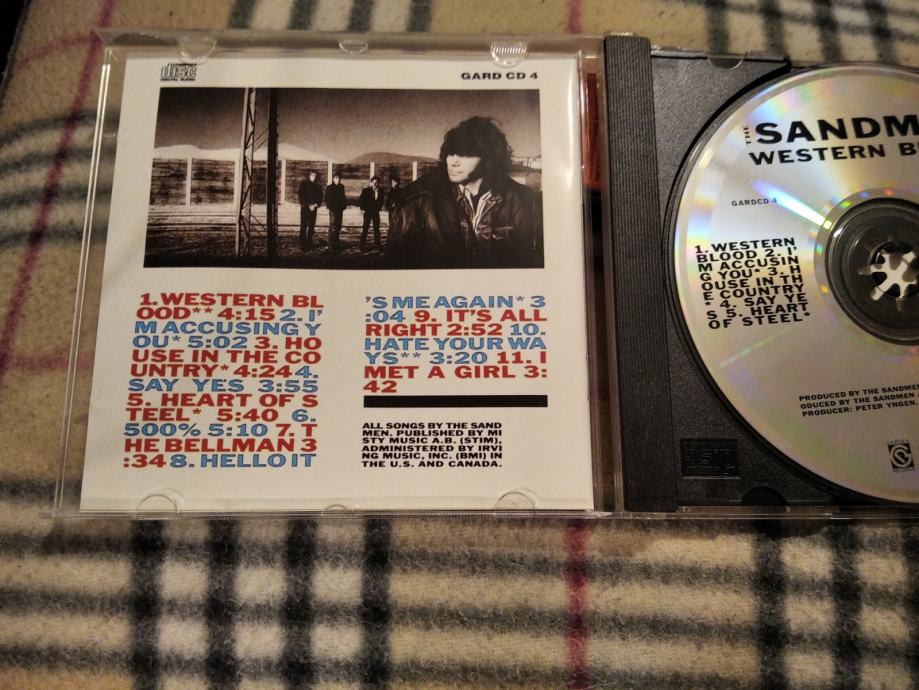 disc
DIGITAL AUDIO
GARD CD 4
1. WESTERN BL
OOD** 4:15 2. I'
M ACCUSING Y
OU* 5:02 3. HO
USE IN THE CO
UNTRY* 4:24 4.
SAY YES 3:55
5. HEART OF S
TEEL* 5:40 6.
500% 5:10 7. T
HE BELLMAN 3
:34 8. HELLO IT
'S ME AGAIN* 3
:04 9. IT'S ALL
RIGHT 2:52 10.
HATE YOUR WA
YS** 3:20 11. I
MET A GIRL 3:
42
ALL SONGS BY THE SAND
MEN. PUBLISHED BY MI
STY MUSIC A.B. (STIM),
ADMINISTERED BY IRVI
NG MUSIC, INC. (BMI) IN
THE U.S. AND CANADA.
THE SANDM
WESTERN B
GARDCD 4
1. WESTERN
BLOOD 2. I'
M ACCUSIN
G YOU* 3. H
OUSE IN TH
E COUNTRY
* 4. SAY YE
S 5. HEART
OF STEEL*
PRODUCED BY THE SANDME
ODUCED BY THE SANDMEN
PRODUCER: PETER YNGEN.